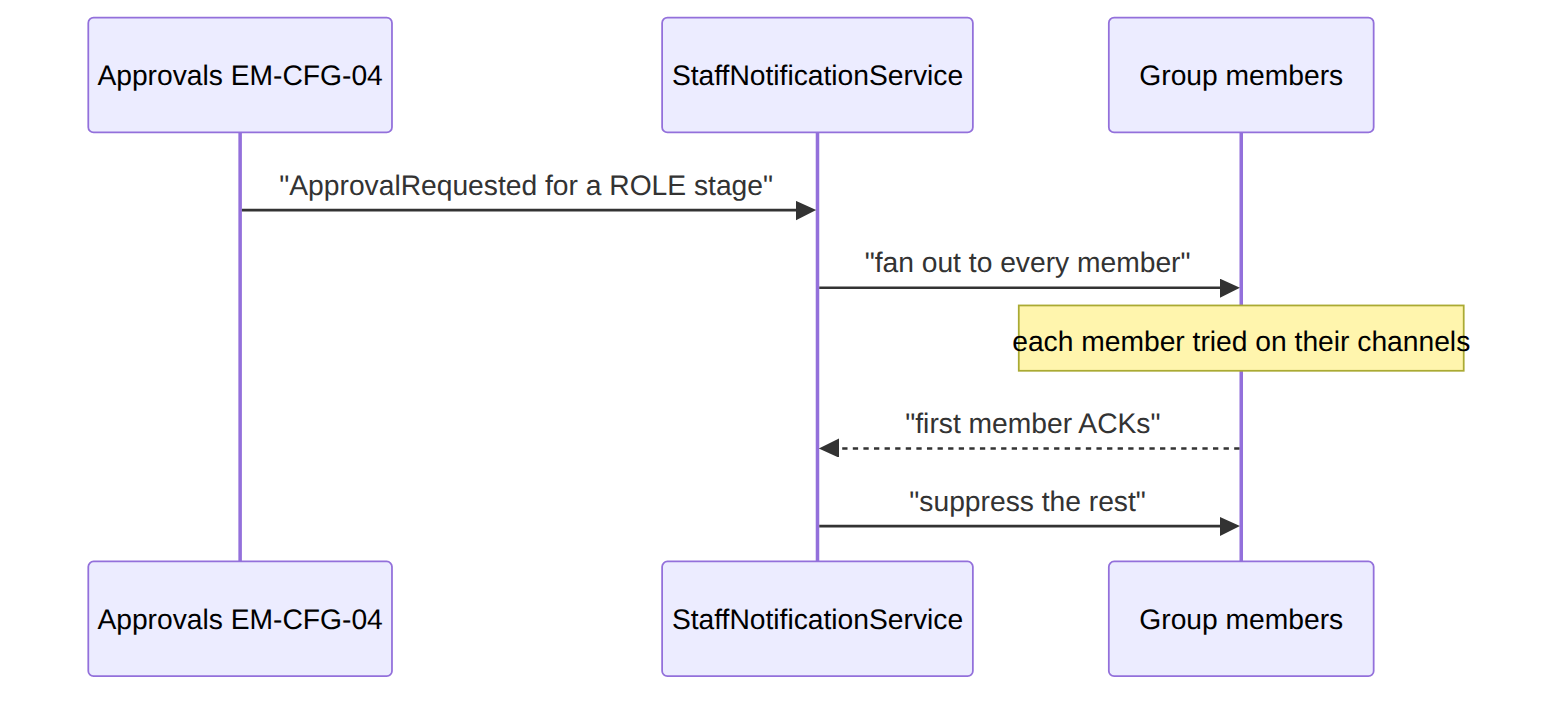 Approvals EM-CFG-04
StaffNotificationService
Group members
"ApprovalRequested for a ROLE stage"
"fan out to every member"
each member tried on their channels
"first member ACKs"
"suppress the rest"
Approvals EM-CFG-04
StaffNotificationService
Group members